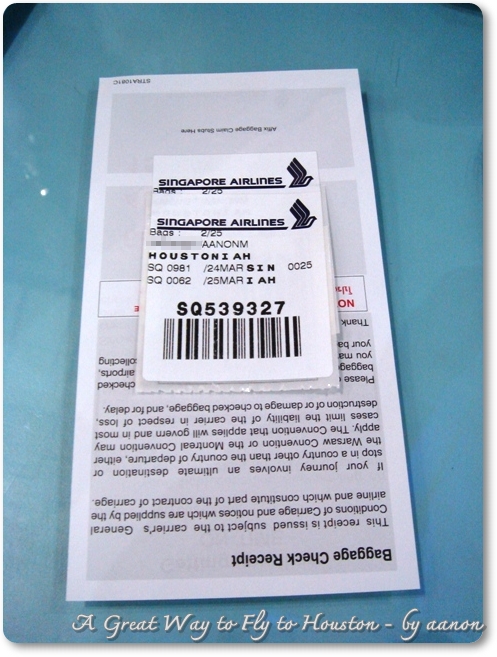 STRA1081C
Affix Baggage Claim Stubs Here
SINGAPORE AIRLINES
2/25
SINGAPORE AIRLINES
Bags : 2/25
AANONM
HOUSTONIAH
SQ 0981 /24MAR SIN 0025
SQ 0062 /25MAR IAH
SQ539327
Baggage Check Receipt
This receipt is issued subject to the carrier's General
Conditions of Carriage and notices which are supplied by the
airline and which constitute part of the contract of carriage.
If your journey involves an ultimate destination or
stop in a country other than the country of departure, either
the Warsaw Convention or the Montreal Convention may
apply. The Convention that applies will govern and in most
cases limit the liability of the carrier in respect of loss,
destruction of or damage to checked baggage, and for delay.
Please checked
baggage airports,
you may collecting
your ba
Thank
NO
A Great Way to Fly to Houston - by aanon